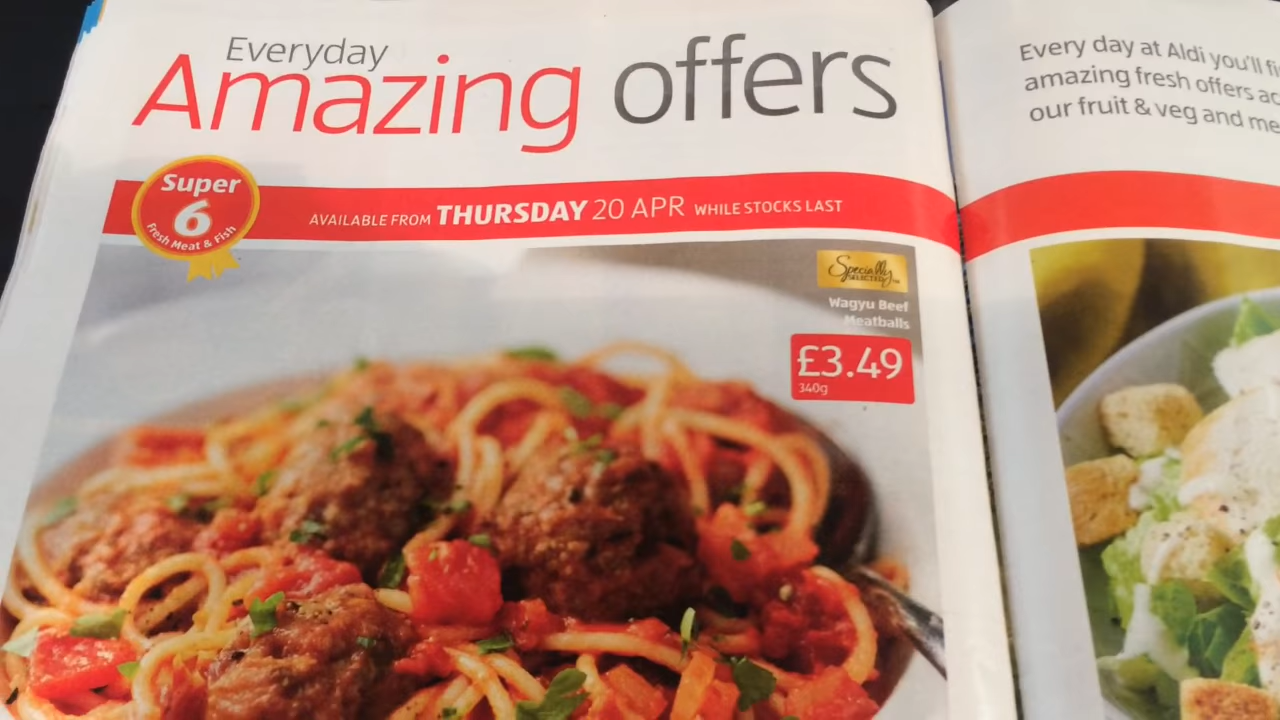 Everyday
Amazing offers
Super
6
Fresh Meat & Fish
AVAILABLE FROM THURSDAY 20 APR WHILE STOCKS LAST
Specially
SELECTED
Wagyu Beef
Meatballs
£3.49
340g
Every day at Aldi you'll fi
amazing fresh offers ac
our fruit & veg and me